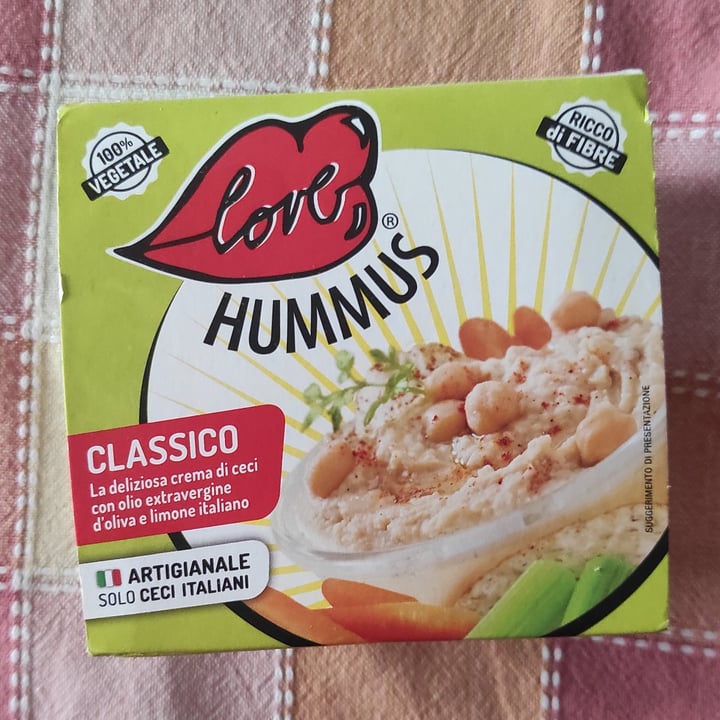 100%
VEGETALE
RICCO
di FIBRE
love
®
HUMMUS
CLASSICO
La deliziosa crema di ceci
con olio extravergine
d'oliva e limone italiano
ARTIGIANALE
SOLO CECI ITALIANI
SUGGERIMENTO DI PRESENTAZIONE